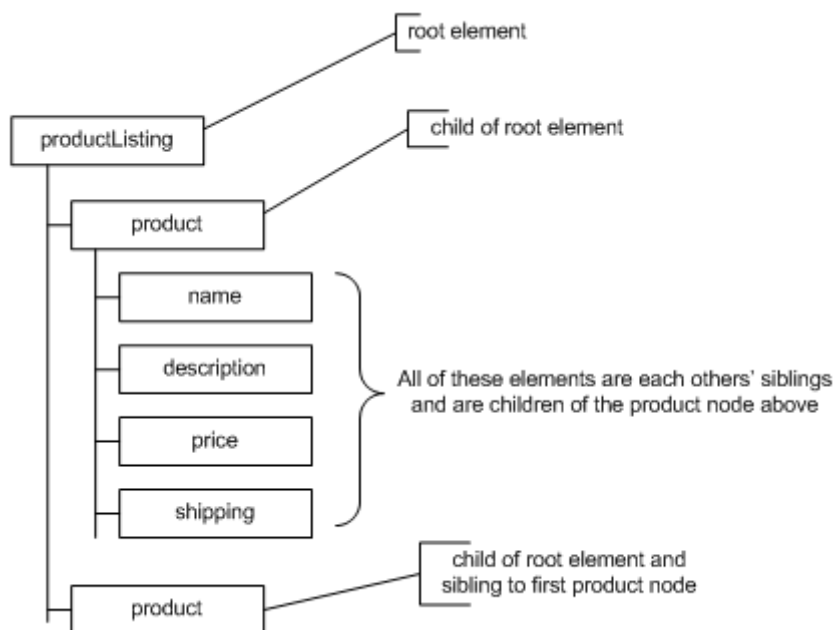 root element
productListing
child of root element
product
name
description
All of these elements are each others' siblings
and are children of the product node above
price
shipping
child of root element and
sibling to first product node
product